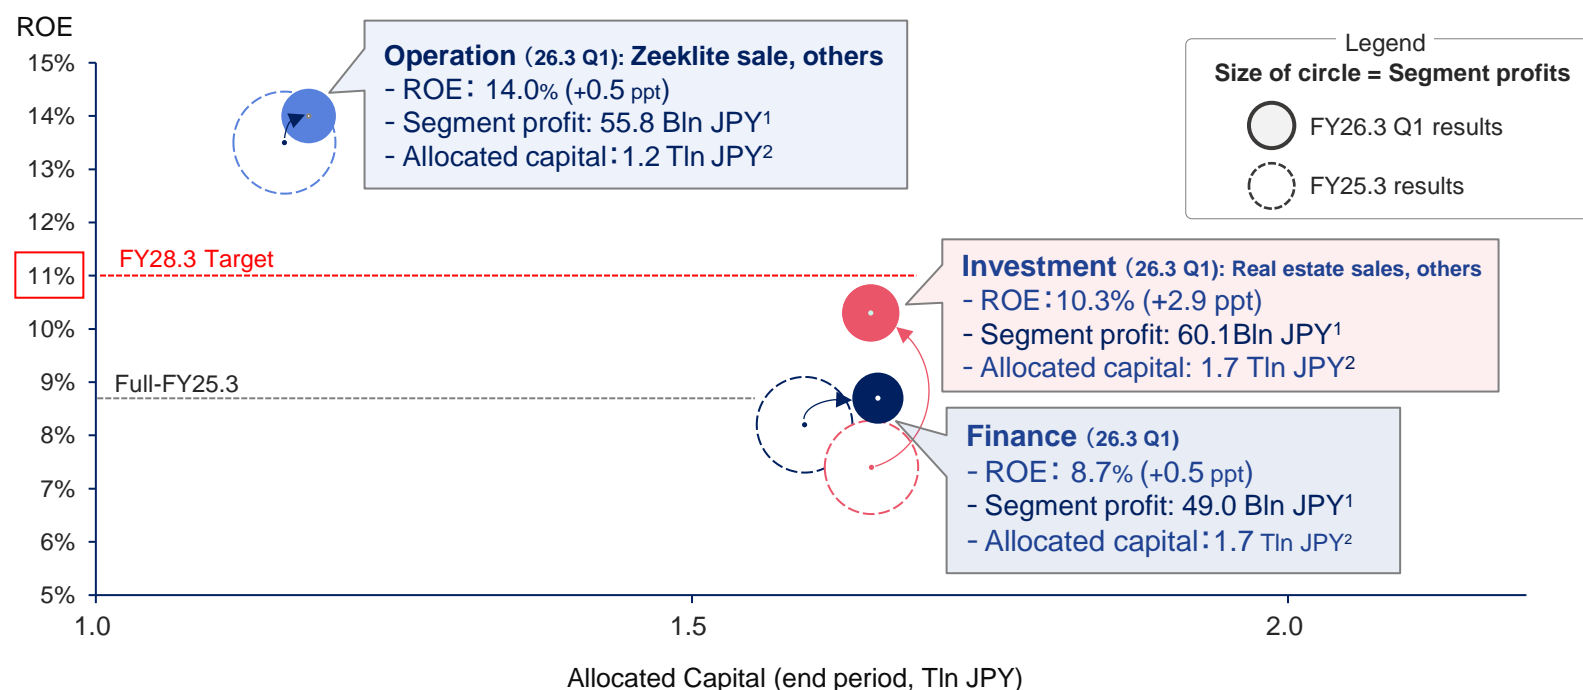 ROE
15%
14%
13%
12%
11%
10%
9%
8%
7%
6%
5%
1.0
1.5
2.0
Allocated Capital (end period, Tln JPY)
FY28.3 Target
Full-FY25.3
Operation (26.3 Q1): Zeeklite sale, others
- ROE: 14.0% (+0.5 ppt)
- Segment profit: 55.8 Bln JPY¹
- Allocated capital:1.2 Tln JPY²
Legend
Size of circle = Segment profits
FY26.3 Q1 results
FY25.3 results
Investment (26.3 Q1): Real estate sales, others
- ROE:10.3% (+2.9 ppt)
- Segment profit: 60.1Bln JPY¹
- Allocated capital: 1.7 Tln JPY²
Finance (26.3 Q1)
- ROE: 8.7% (+0.5 ppt)
- Segment profit: 49.0 Bln JPY¹
- Allocated capital:1.7 Tln JPY²